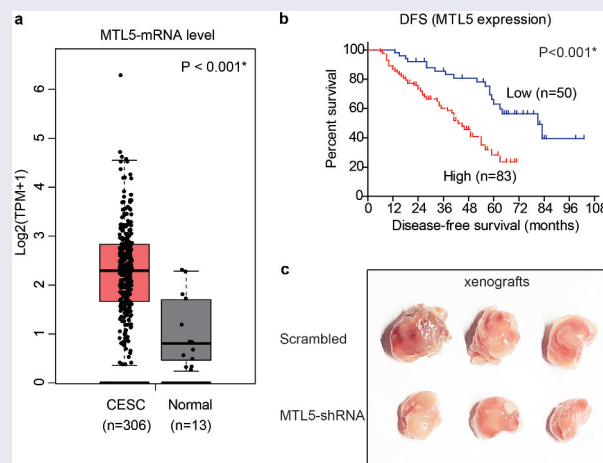 a
MTL5-mRNA level
P < 0.001*
Log2(TPM+1)
6
5
4
3
2
1
0
CESC
(n=306)
Normal
(n=13)
b
DFS (MTL5 expression)
P<0.001*
Percent survival
100
80
60
40
20
0
Low (n=50)
High (n=83)
0 12 24 36 48 60 72 84 96 108
Disease-free survival (months)
c
xenografts
Scrambled
MTL5-shRNA